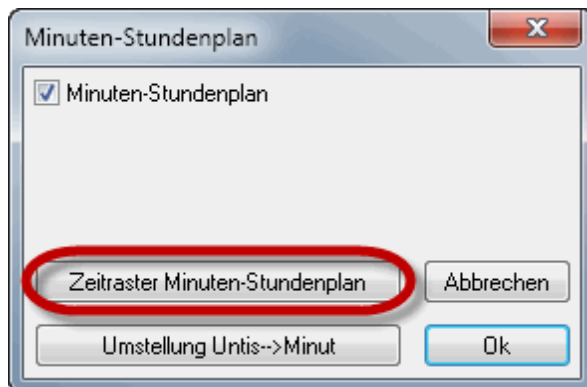 Minuten-Stundenplan
Minuten-Stundenplan
Zeitraster Minuten-Stundenplan
Abbrechen
Umstellung Untis-->Minut
Ok